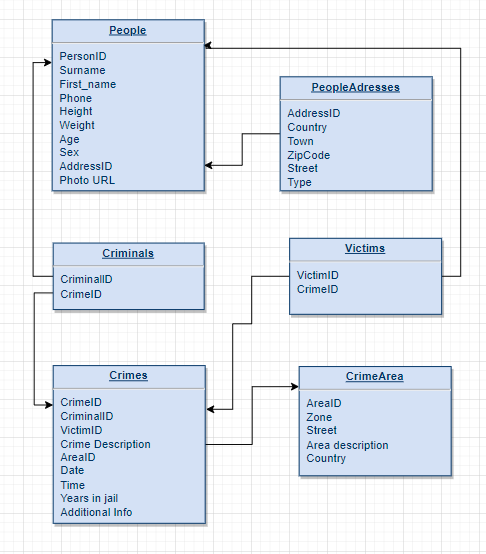 People
PersonID
Surname
First_name
Phone
Height
Weight
Age
Sex
AddressID
Photo URL
PeopleAdresses
AddressID
Country
Town
ZipCode
Street
Type
Criminals
CriminalID
CrimeID
Victims
VictimID
CrimeID
Crimes
CrimeID
CriminalID
VictimID
Crime Description
AreaID
Date
Time
Years in jail
Additional Info
CrimeArea
AreaID
Zone
Street
Area description
Country